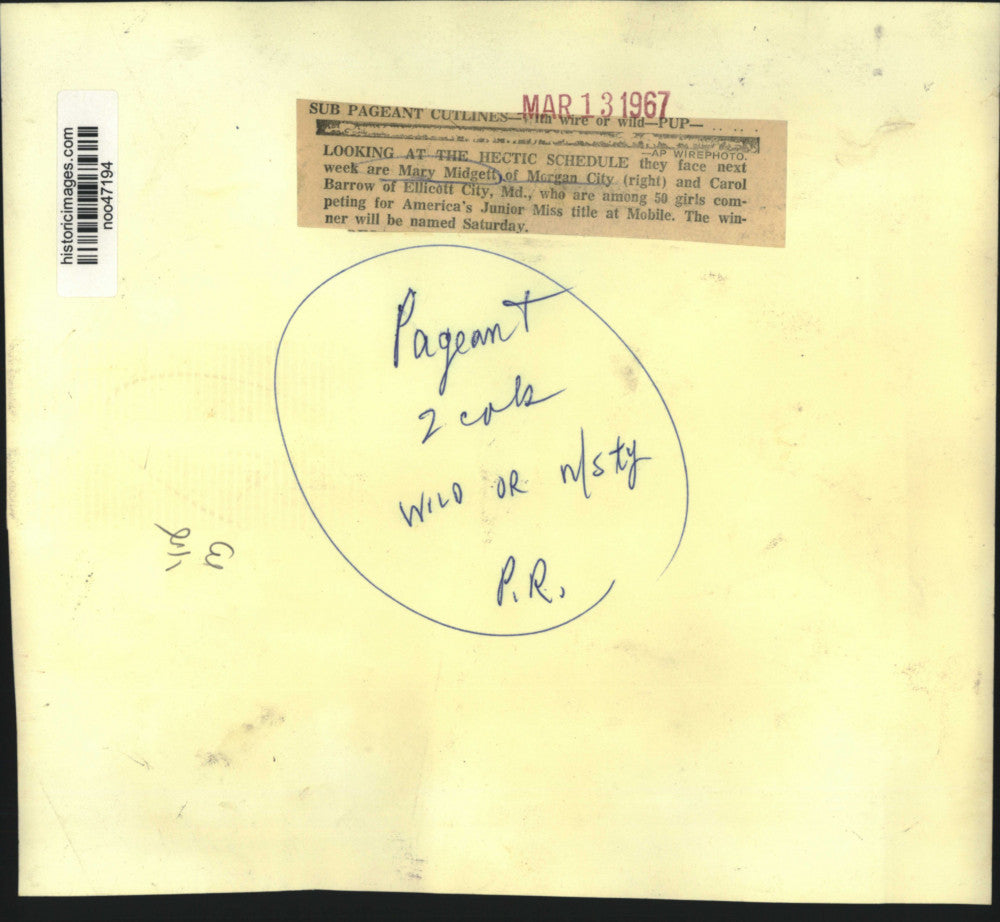 historicimages.com
noo47194
MAR 13 1967
SUB PAGEANT CUTLINES—with wire or wild—PUP—
—AP WIREPHOTO.
LOOKING AT THE HECTIC SCHEDULE they face next
week are Mary Midgett of Morgan City (right) and Carol
Barrow of Ellicott City, Md., who are among 50 girls com-
peting for America's Junior Miss title at Mobile. The win-
ner will be named Saturday.
Pageant
2 cols
WILD OR W/STY
P.R.